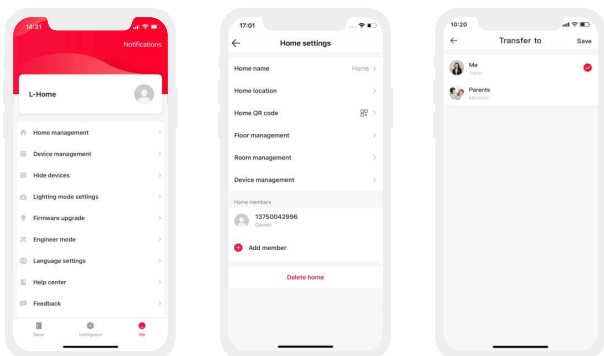 14:31
Notifications
L-Home
Home management
Device management
Hide devices
Lighting mode settings
Firmware upgrade
Engineer mode
Language settings
Help center
Feedback
Home
Intelligence
Me
17:01
Home settings
Home name
Home
Home location
Home QR code
Floor management
Room management
Device management
Home members
13750042996
Owner
Add member
Delete home
10:20
Transfer to
Save
Me
Admin
Parents
Members